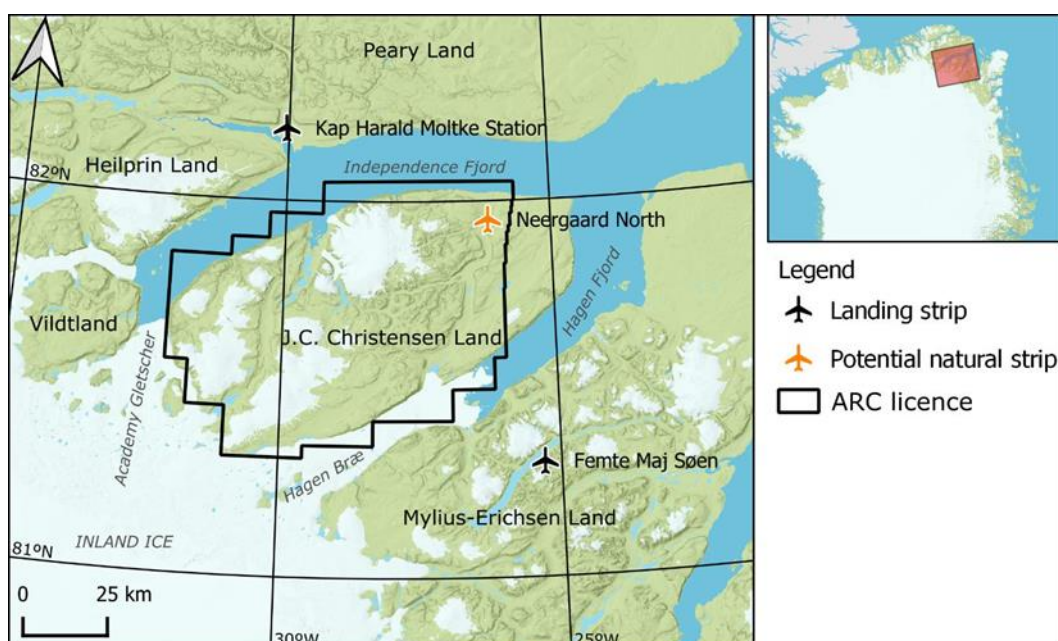 Peary Land
Kap Harald Moltke Station
Heilprin Land
Independence Fjord
82ºN
Neergaard North
Hagen Fjord
Vildtland
J.C. Christensen Land
Academy Gletscher
Hagen Bræ
Femte Maj Søen
Mylius-Erichsen Land
INLAND ICE
81ºN
0 25 km
30ºW
25ºW
Legend
Landing strip
Potential natural strip
ARC licence